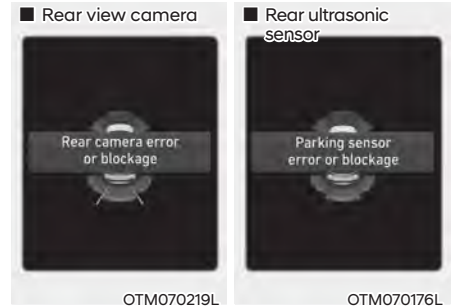 ■ Rear view camera
Rear camera error
or blockage
OTM070219L
■ Rear ultrasonic
sensor
Parking sensor
error or blockage
OTM070176L